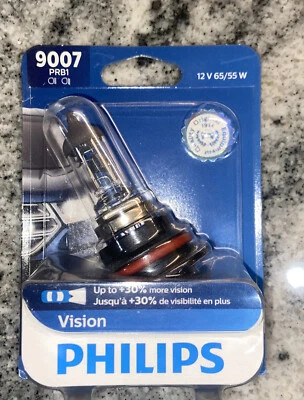 9007
PRB1
12 V 65/55 W
Up to +30% more vision
Jusqu'à +30% de visibilité en plus
Vision
PHILIPS